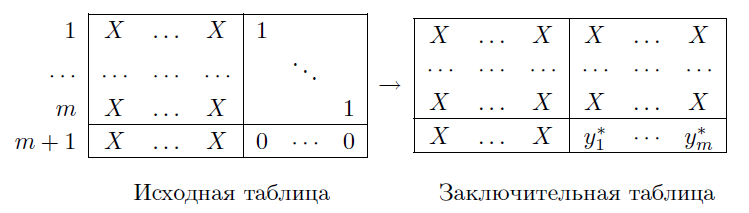 1 X … X 1 X … X X … X
… … … … ⋱ … … … … … …
m X … X 1 → X … X X … X
m + 1 X … X 0 ⋯ 0 X … X y₁* ⋯ yₘ*
Исходная таблица Заключительная таблица